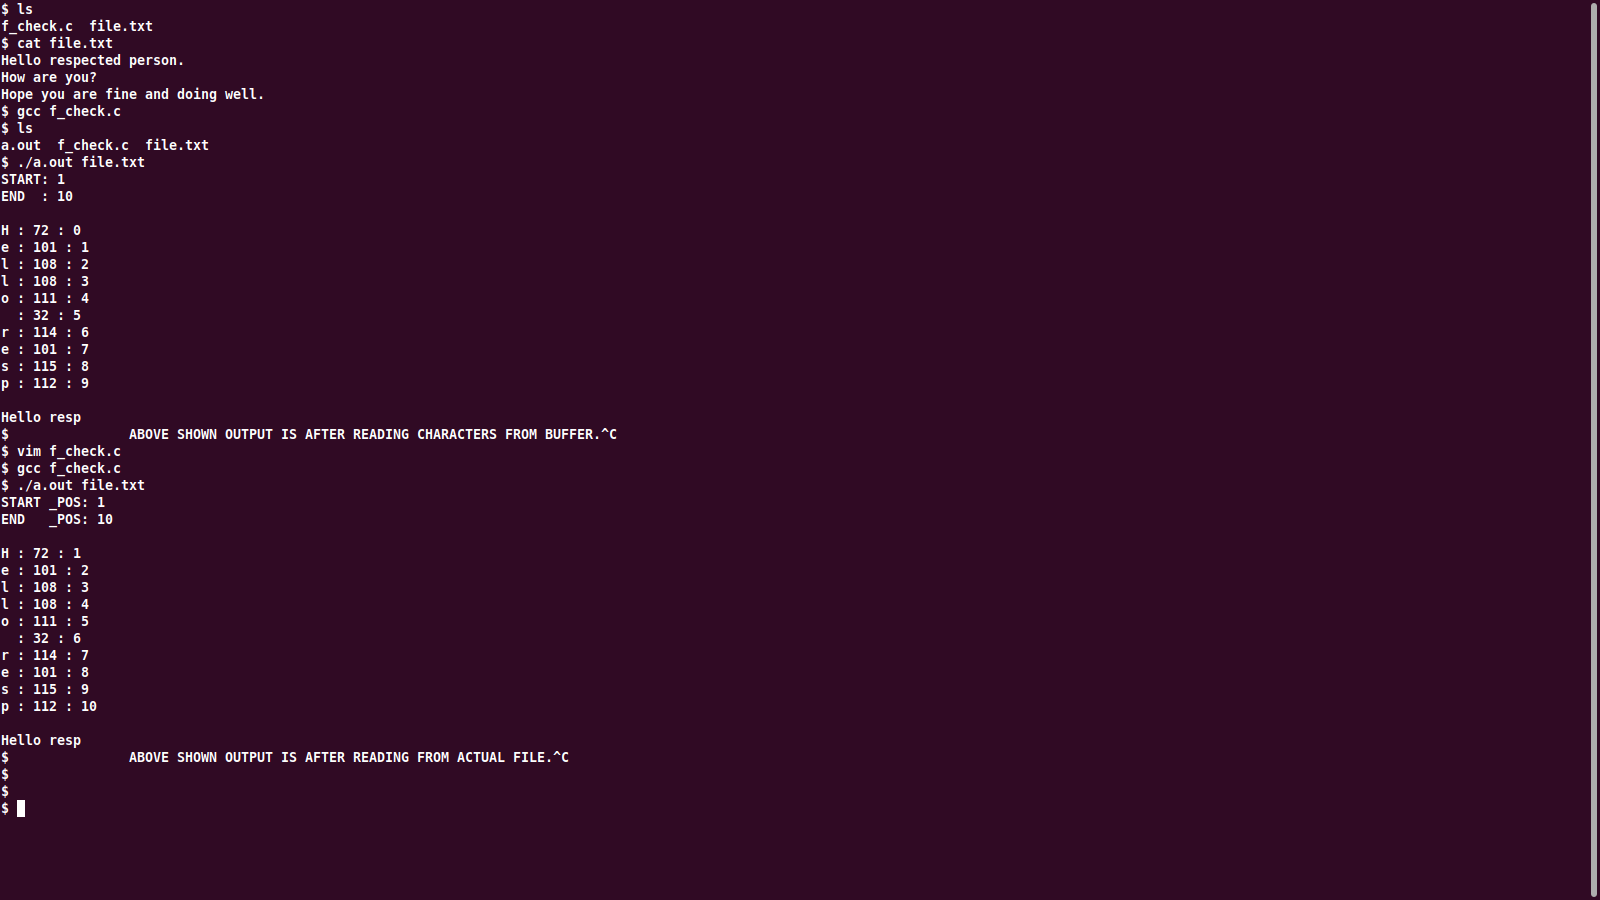 $ ls
f_check.c  file.txt
$ cat file.txt
Hello respected person.
How are you?
Hope you are fine and doing well.
$ gcc f_check.c
$ ls
a.out  f_check.c  file.txt
$ ./a.out file.txt
START: 1
END  : 10

H : 72 : 0
e : 101 : 1
l : 108 : 2
l : 108 : 3
o : 111 : 4
  : 32 : 5
r : 114 : 6
e : 101 : 7
s : 115 : 8
p : 112 : 9

Hello resp
$               ABOVE SHOWN OUTPUT IS AFTER READING CHARACTERS FROM BUFFER.^C
$ vim f_check.c
$ gcc f_check.c
$ ./a.out file.txt
START _POS: 1
END   _POS: 10

H : 72 : 1
e : 101 : 2
l : 108 : 3
l : 108 : 4
o : 111 : 5
  : 32 : 6
r : 114 : 7
e : 101 : 8
s : 115 : 9
p : 112 : 10

Hello resp
$               ABOVE SHOWN OUTPUT IS AFTER READING FROM ACTUAL FILE.^C
$
$
$